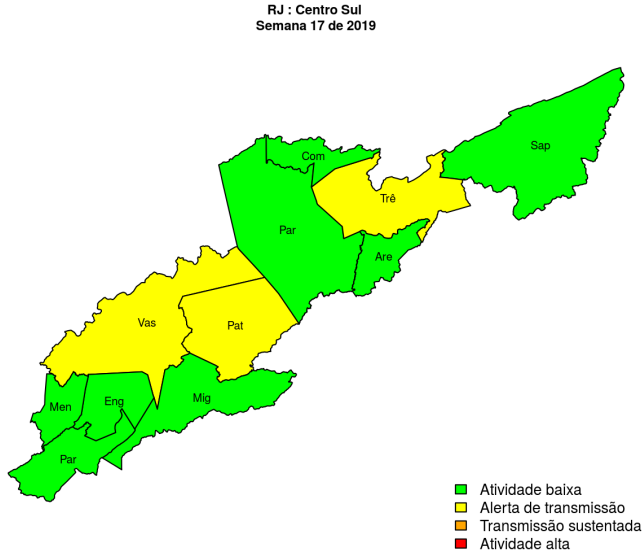 RJ : Centro Sul
Semana 17 de 2019
Sap
Com
Trê
Par
Are
Vas
Pat
Men
Eng
Mig
Par
Atividade baixa
Alerta de transmissão
Transmissão sustentada
Atividade alta